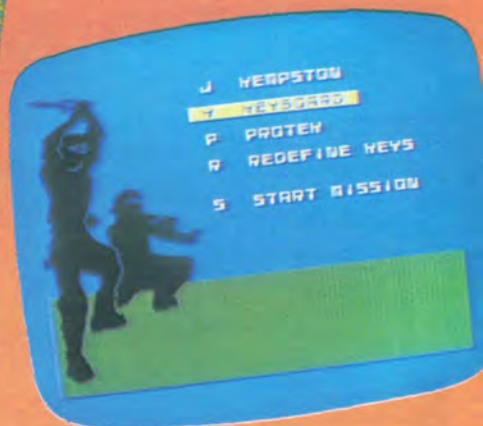 J KEMPSTON
K KEYBOARD
P PROTEK
R REDEFINE KEYS
S START MISSION